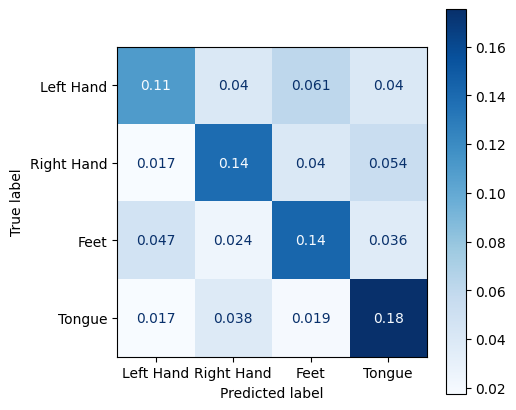 Left Hand 0.11 0.04 0.061 0.04
Right Hand 0.017 0.14 0.04 0.054
Feet 0.047 0.024 0.14 0.036
Tongue 0.017 0.038 0.019 0.18
Left Hand Right Hand Feet Tongue
Predicted label
True label
0.16
0.14
0.12
0.10
0.08
0.06
0.04
0.02